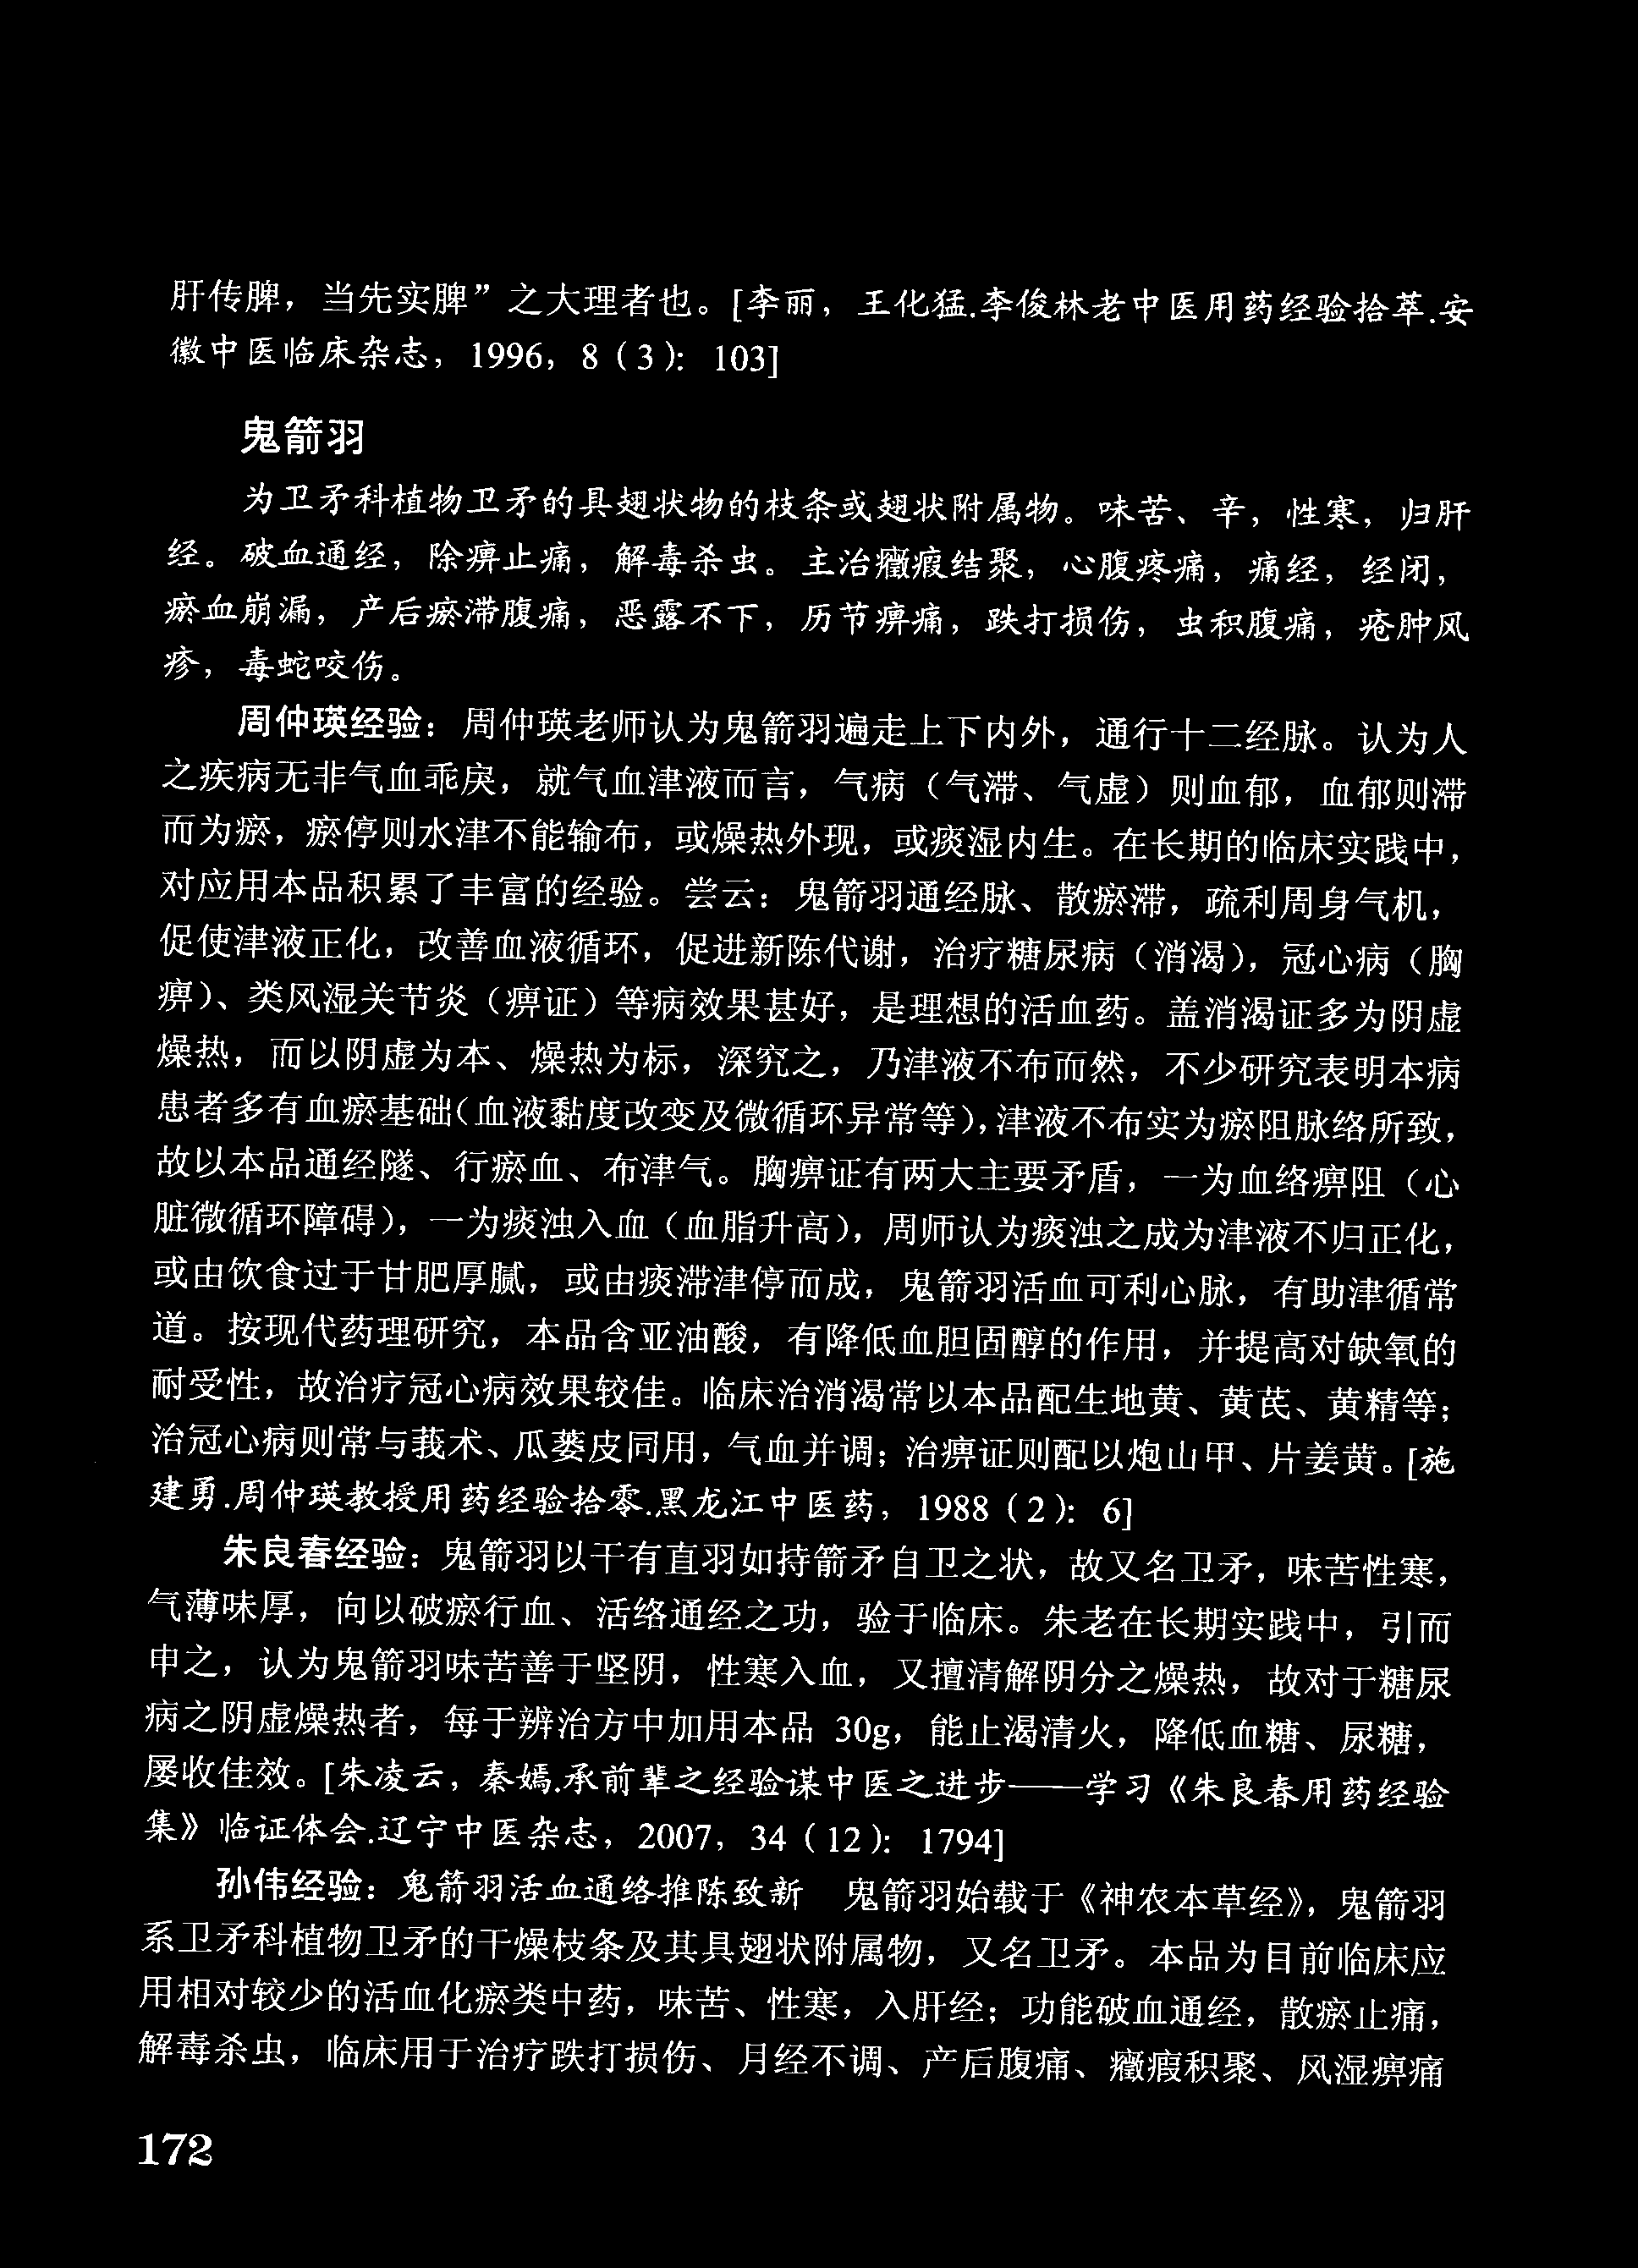 肝传脾，当先实脾”之大理者也。[李丽，王化猛.李俊林老中医用药经验拾萃.安
徽中医临床杂志，1996，8（3）：103]
鬼箭羽
为卫矛科植物卫矛的具翅状物的枝条或翅状附属物。味苦、辛，性寒，归肝
经。破血通经，除痹止痛，解毒杀虫。主治癥瘕结聚，心腹疼痛，痛经，经闭，
瘀血崩漏，产后瘀滞腹痛，恶露不下，历节痹痛，跌打损伤，虫积腹痛，疮肿风
疹，毒蛇咬伤。
周仲瑛经验：周仲瑛老师认为鬼箭羽遍走上下内外，通行十二经脉。认为人
之疾病无非气血乖戾，就气血津液而言，气病（气滞、气虚）则血郁，血郁则滞
而为瘀，瘀停则水津不能输布，或燥热外现，或痰湿内生。在长期的临床实践中，
对应用本品积累了丰富的经验。尝云：鬼箭羽通经脉、散瘀滞，疏利周身气机，
促使津液正化，改善血液循环，促进新陈代谢，治疗糖尿病（消渴），冠心病（胸
痹）、类风湿关节炎（痹证）等病效果甚好，是理想的活血药。盖消渴证多为阴虚
燥热，而以阴虚为本、燥热为标，深究之，乃津液不布而然，不少研究表明本病
患者多有血瘀基础（血液黏度改变及微循环异常等），津液不布实为瘀阻脉络所致，
故以本品通经隧、行瘀血、布津气。胸痹证有两大主要矛盾，一为血络痹阻（心
脏微循环障碍），一为痰浊入血（血脂升高），周师认为痰浊之成为津液不归正化，
或由饮食过于甘肥厚腻，或由痰滞津停而成，鬼箭羽活血可利心脉，有助津循常
道。按现代药理研究，本品含亚油酸，有降低血胆固醇的作用，并提高对缺氧的
耐受性，故治疗冠心病效果较佳。临床治消渴常以本品配生地黄、黄芪、黄精等；
治冠心病则常与莪术、瓜蒌皮同用，气血并调；治痹证则配以炮山甲、片姜黄。[施
建勇.周仲瑛教授用药经验拾零.黑龙江中医药，1988（2）：6]
朱良春经验：鬼箭羽以干有直羽如持箭矛自卫之状，故又名卫矛，味苦性寒，
气薄味厚，向以破瘀行血、活络通经之功，验于临床。朱老在长期实践中，引而
申之，认为鬼箭羽味苦善于坚阴，性寒入血，又擅清解阴分之燥热，故对于糖尿
病之阴虚燥热者，每于辨治方中加用本品 30g，能止渴清火，降低血糖、尿糖，
屡收佳效。[朱凌云，秦嫣.承前辈之经验谋中医之进步——学习《朱良春用药经验
集》临证体会.辽宁中医杂志，2007，34（12）：1794]
孙伟经验：鬼箭羽活血通络推陈致新　鬼箭羽始载于《神农本草经》，鬼箭羽
系卫矛科植物卫矛的干燥枝条及其具翅状附属物，又名卫矛。本品为目前临床应
用相对较少的活血化瘀类中药，味苦、性寒，入肝经；功能破血通经，散瘀止痛，
解毒杀虫，临床用于治疗跌打损伤、月经不调、产后腹痛、癥瘕积聚、风湿痹痛
172